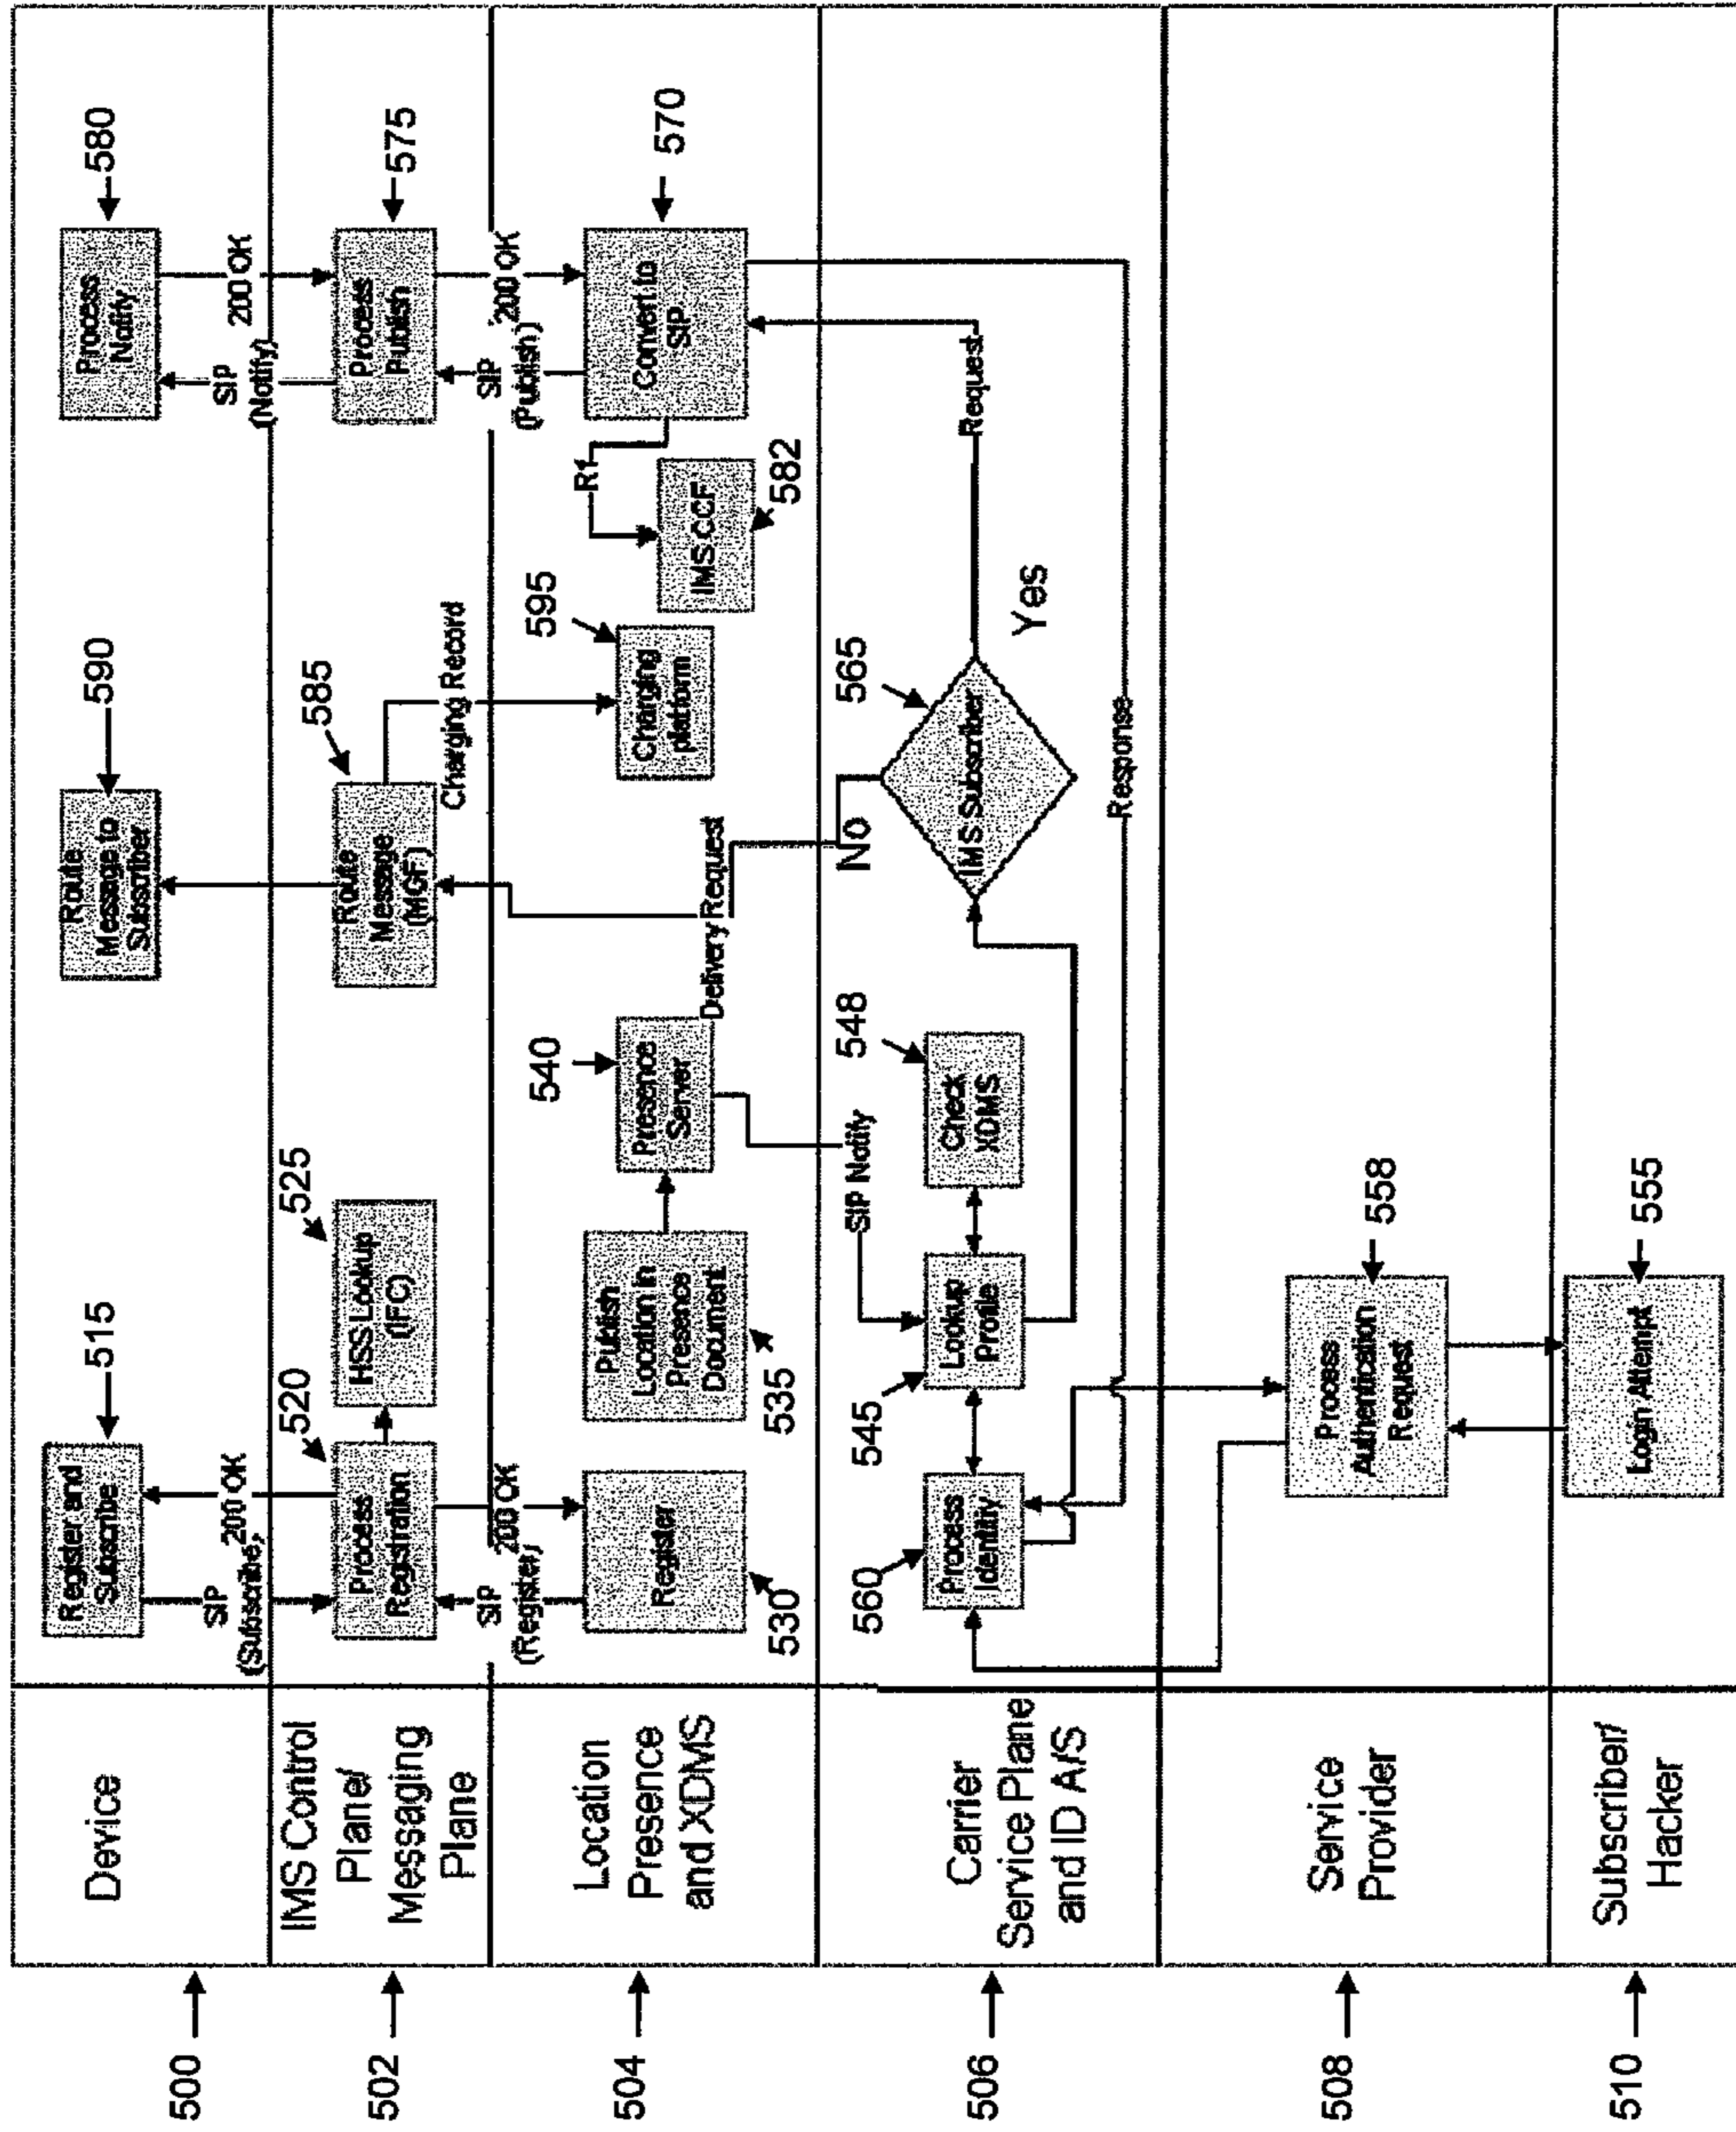 500
Device
Register and
Subscribe
515
Route
Message to
Subscriber
590
Process
Notify
580
SIP
(Subscribe)
200 OK
SIP
(Notify)
200 OK
502
IMS Control
Plane/
Messaging
Plane
Process
Registration
520
HSS Lookup
(IFC)
525
Route
Message
(MGF)
585
Process
Publish
575
SIP
(Register)
200 OK
Charging Record
SIP
(Publish)
200 OK
504
Location
Presence
and XDMS
Register
530
Publish
Location in
Presence
Document
535
Presence
Server
540
Delivery Request
Charging
platform
595
Rf
IMS CCF
582
Convert to
SIP
570
506
Carrier
Service Plane
and ID A/S
Process
Identity
560
Lookup
Profile
545
SIP Notify
Check
XDMS
548
No
IMS Subscriber
565
Yes
Request
Response
508
Service
Provider
Process
Authentication
Request
558
510
Subscriber/
Hacker
Login Attempt
555